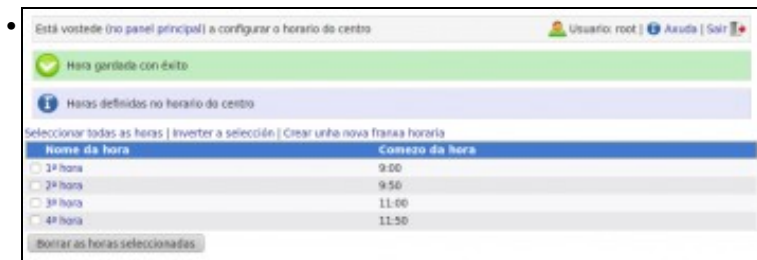 Está vostede (no panel principal) a configurar o horario do centro
Usuario: root | Axuda | Sair
Hora gardada con éxito
Horas definidas no horario do centro
Seleccionar todas as horas | Inverter a selección | Crear unha nova franxa horaria
Nome da hora Comezo da hora
1ª hora 9:00
2ª hora 9:50
3ª hora 11:00
4ª hora 11:50
Borrar as horas seleccionadas